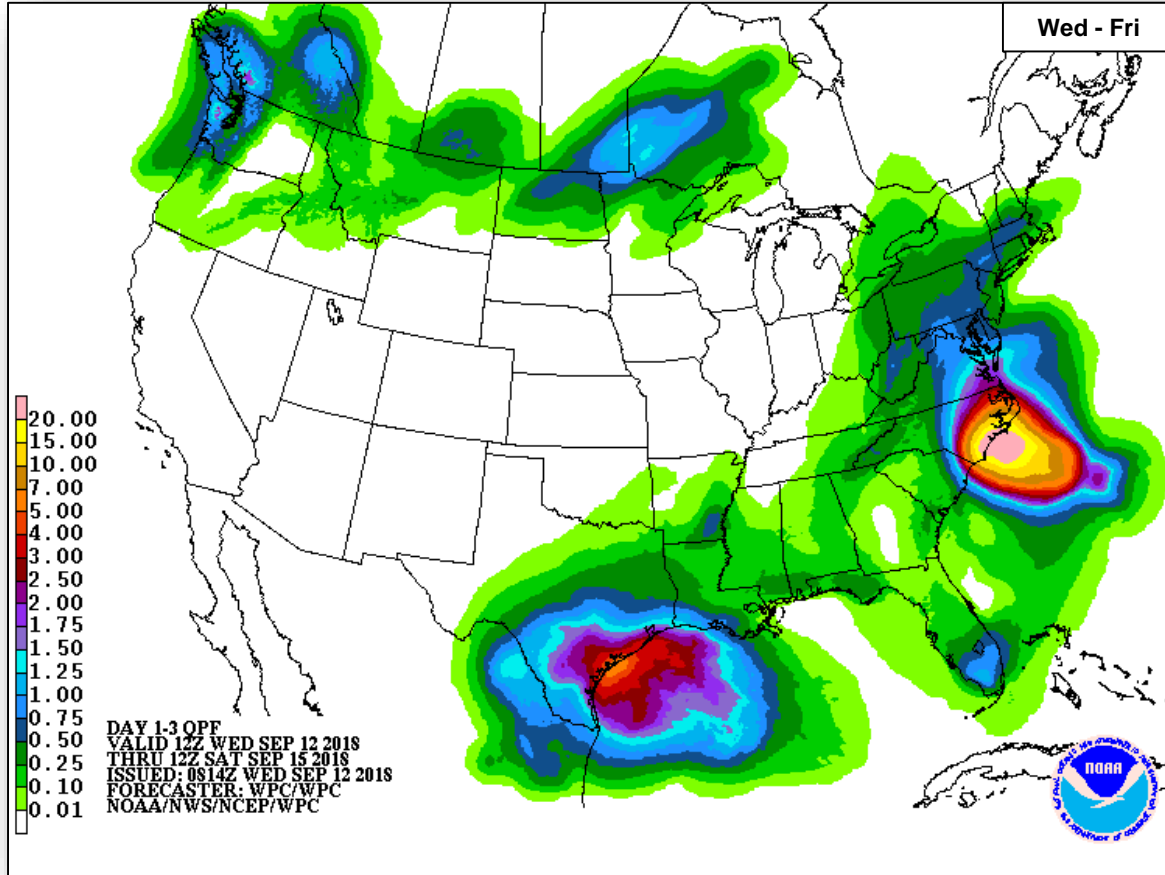 Wed - Fri
20.00
15.00
10.00
7.00
5.00
4.00
3.00
2.50
2.00
1.75
1.50
1.25
1.00
0.75
0.50
0.25
0.10
0.01
DAY 1-3 QPF
VALID 12Z WED SEP 12 2018
THRU 12Z SAT SEP 15 2018
ISSUED: 0814Z WED SEP 12 2018
FORECASTER: WPC/WPC
NOAA/NWS/NCEP/WPC
NOAA